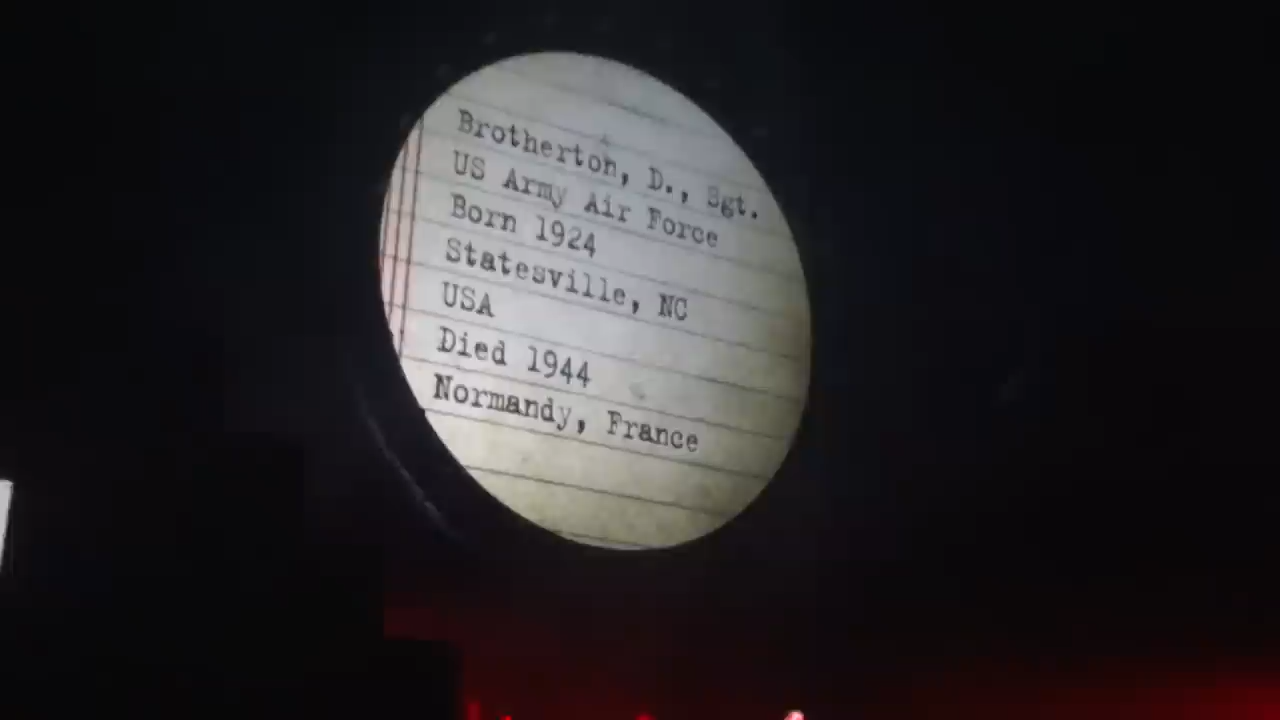 Brotherton, D., Sgt.
US Army Air Force
Born 1924
Statesville, NC
USA
Died 1944
Normandy, France